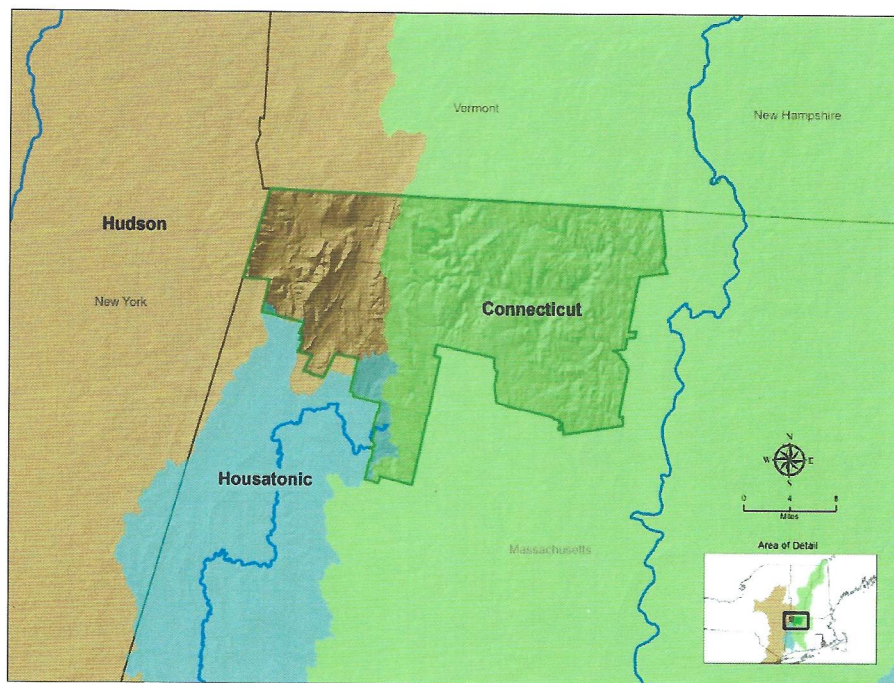 Vermont
New Hampshire
Hudson
New York
Connecticut
Housatonic
Massachusetts
N
W E
S
0 4 8
Miles
Area of Detail